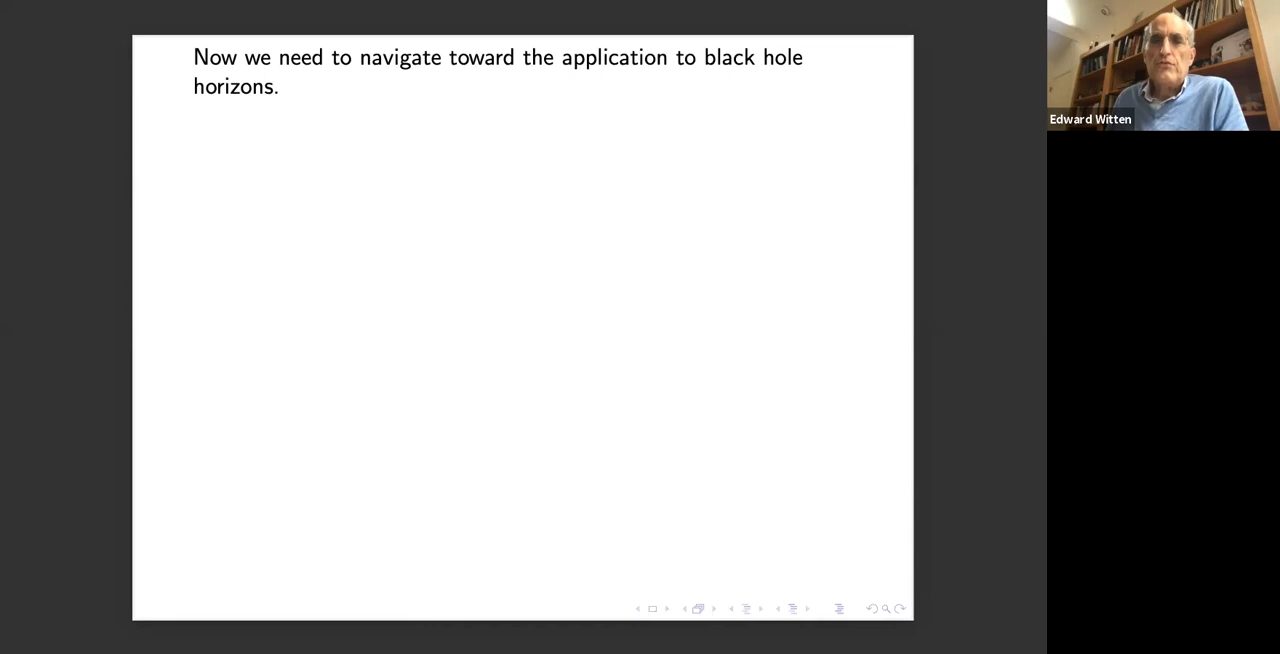 Now we need to navigate toward the application to black hole
horizons.
Edward Witten